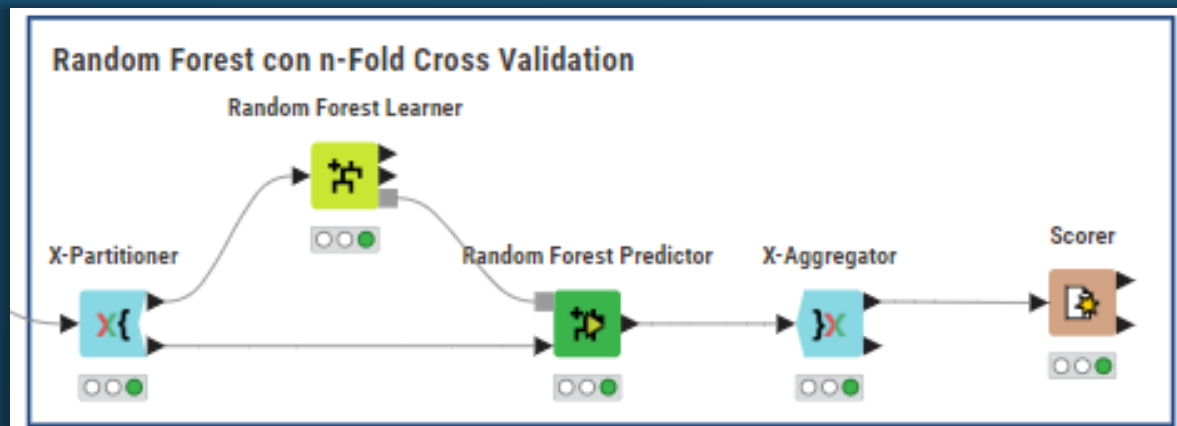 Random Forest con n-Fold Cross Validation
Random Forest Learner
X-Partitioner
Random Forest Predictor
X-Aggregator
Scorer
X{
}X